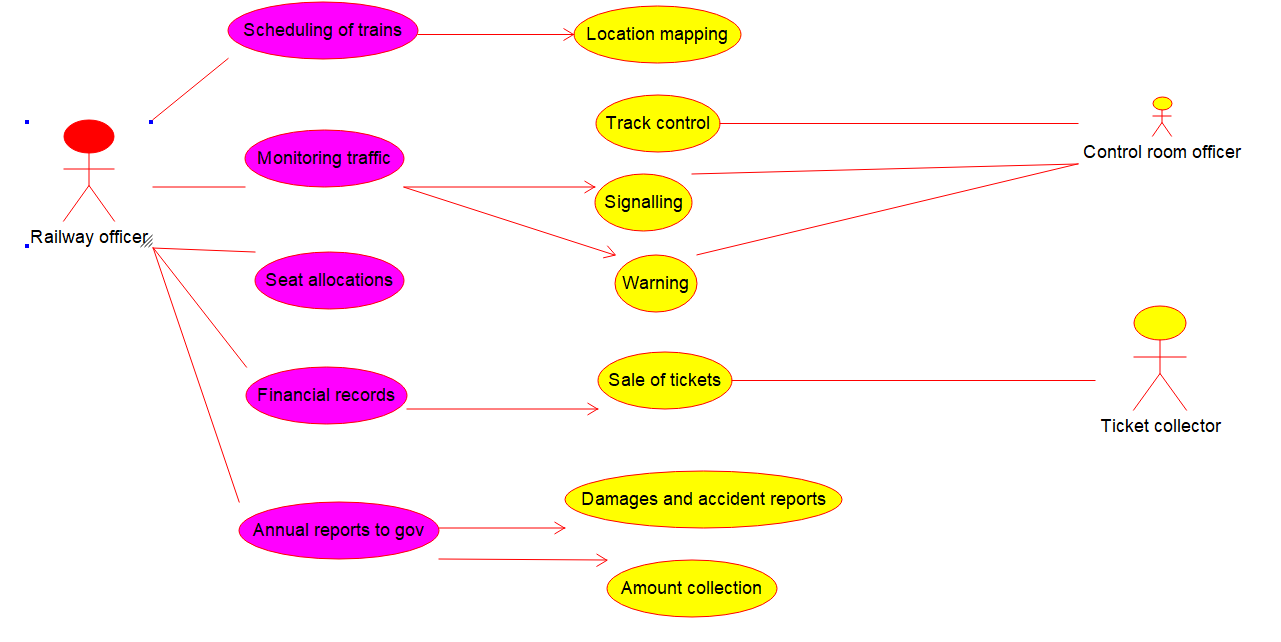 Scheduling of trains
Location mapping
Track control
Control room officer
Monitoring traffic
Signalling
Railway officer
Seat allocations
Warning
Financial records
Sale of tickets
Ticket collector
Damages and accident reports
Annual reports to gov
Amount collection